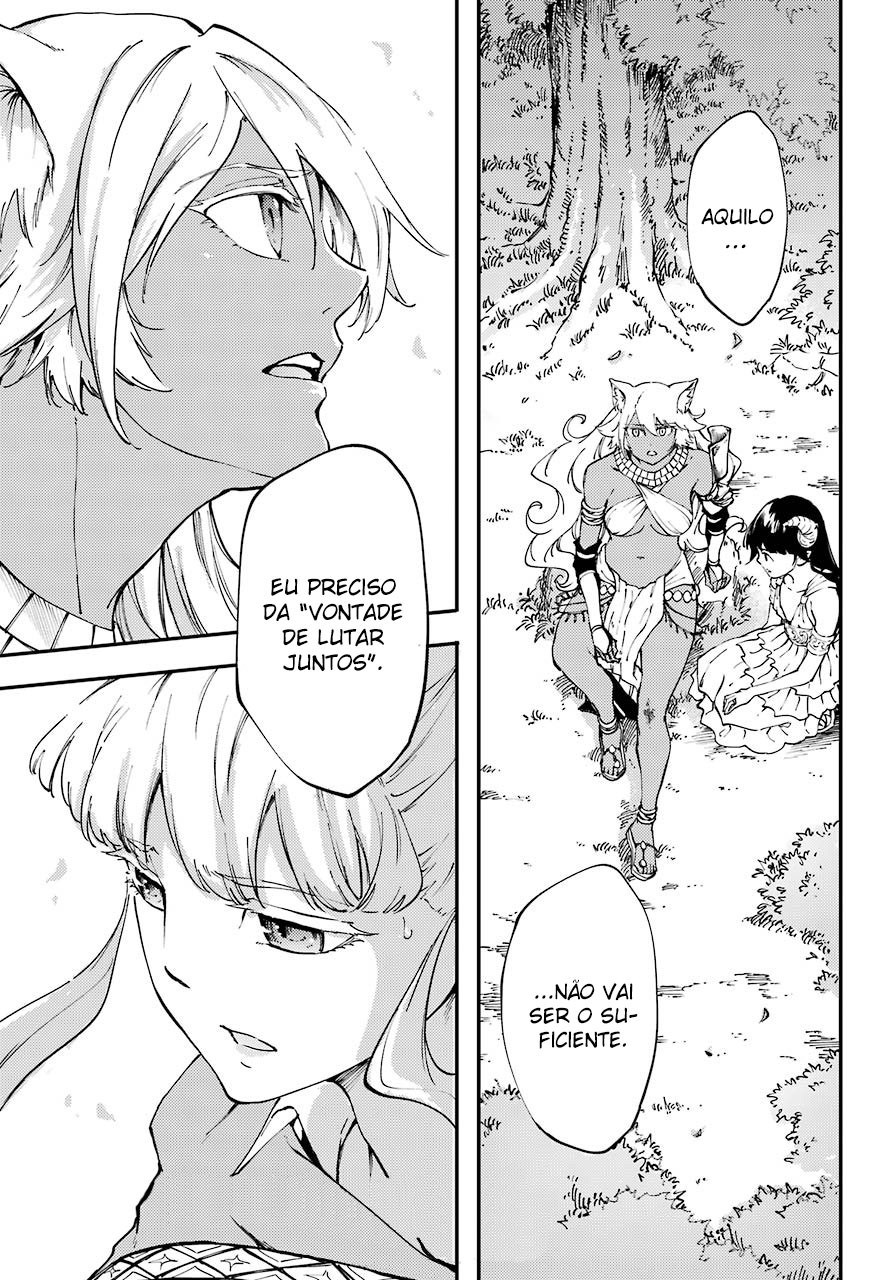 AQUILO
...
...NÃO VAI
SER O SU-
FICIENTE.
EU PRECISO
DA "VONTADE
DE LUTAR
JUNTOS".